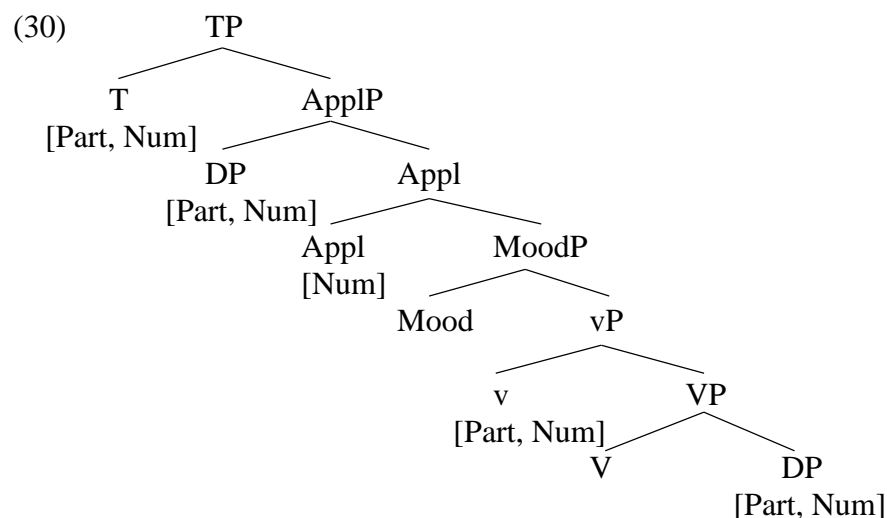 (30) TP
T ApplP
[Part, Num]
DP Appl
[Part, Num]
Appl MoodP
[Num]
Mood vP
v VP
[Part, Num]
V DP
[Part, Num]